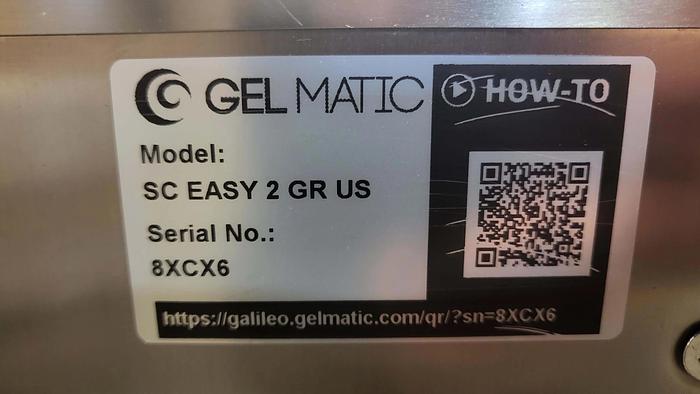 GEL MATIC
HOW-TO
Model:
SC EASY 2 GR US
Serial No.:
8XCX6
https://galileo.gelmatic.com/qr/?sn=8XCX6